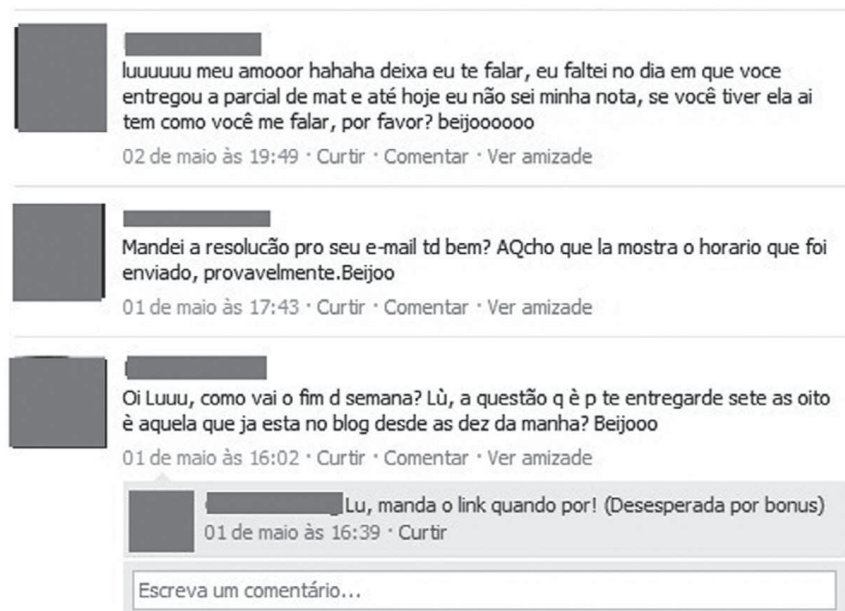 luuuuuu meu amooor hahaha deixa eu te falar, eu faltei no dia em que voce
entregou a parcial de mat e até hoje eu não sei minha nota, se você tiver ela ai
tem como você me falar, por favor? beijoooooo
02 de maio às 19:49 · Curtir · Comentar · Ver amizade
Mandei a resolucão pro seu e-mail td bem? AQcho que la mostra o horario que foi
enviado, provavelmente.Beijoo
01 de maio às 17:43 · Curtir · Comentar · Ver amizade
Oi Luuu, como vai o fim d semana? Lù, a questão q è p te entregarde sete as oito
è aquela que ja esta no blog desde as dez da manha? Beijooo
01 de maio às 16:02 · Curtir · Comentar · Ver amizade
Lu, manda o link quando por! (Desesperada por bonus)
01 de maio às 16:39 · Curtir
Escreva um comentário...